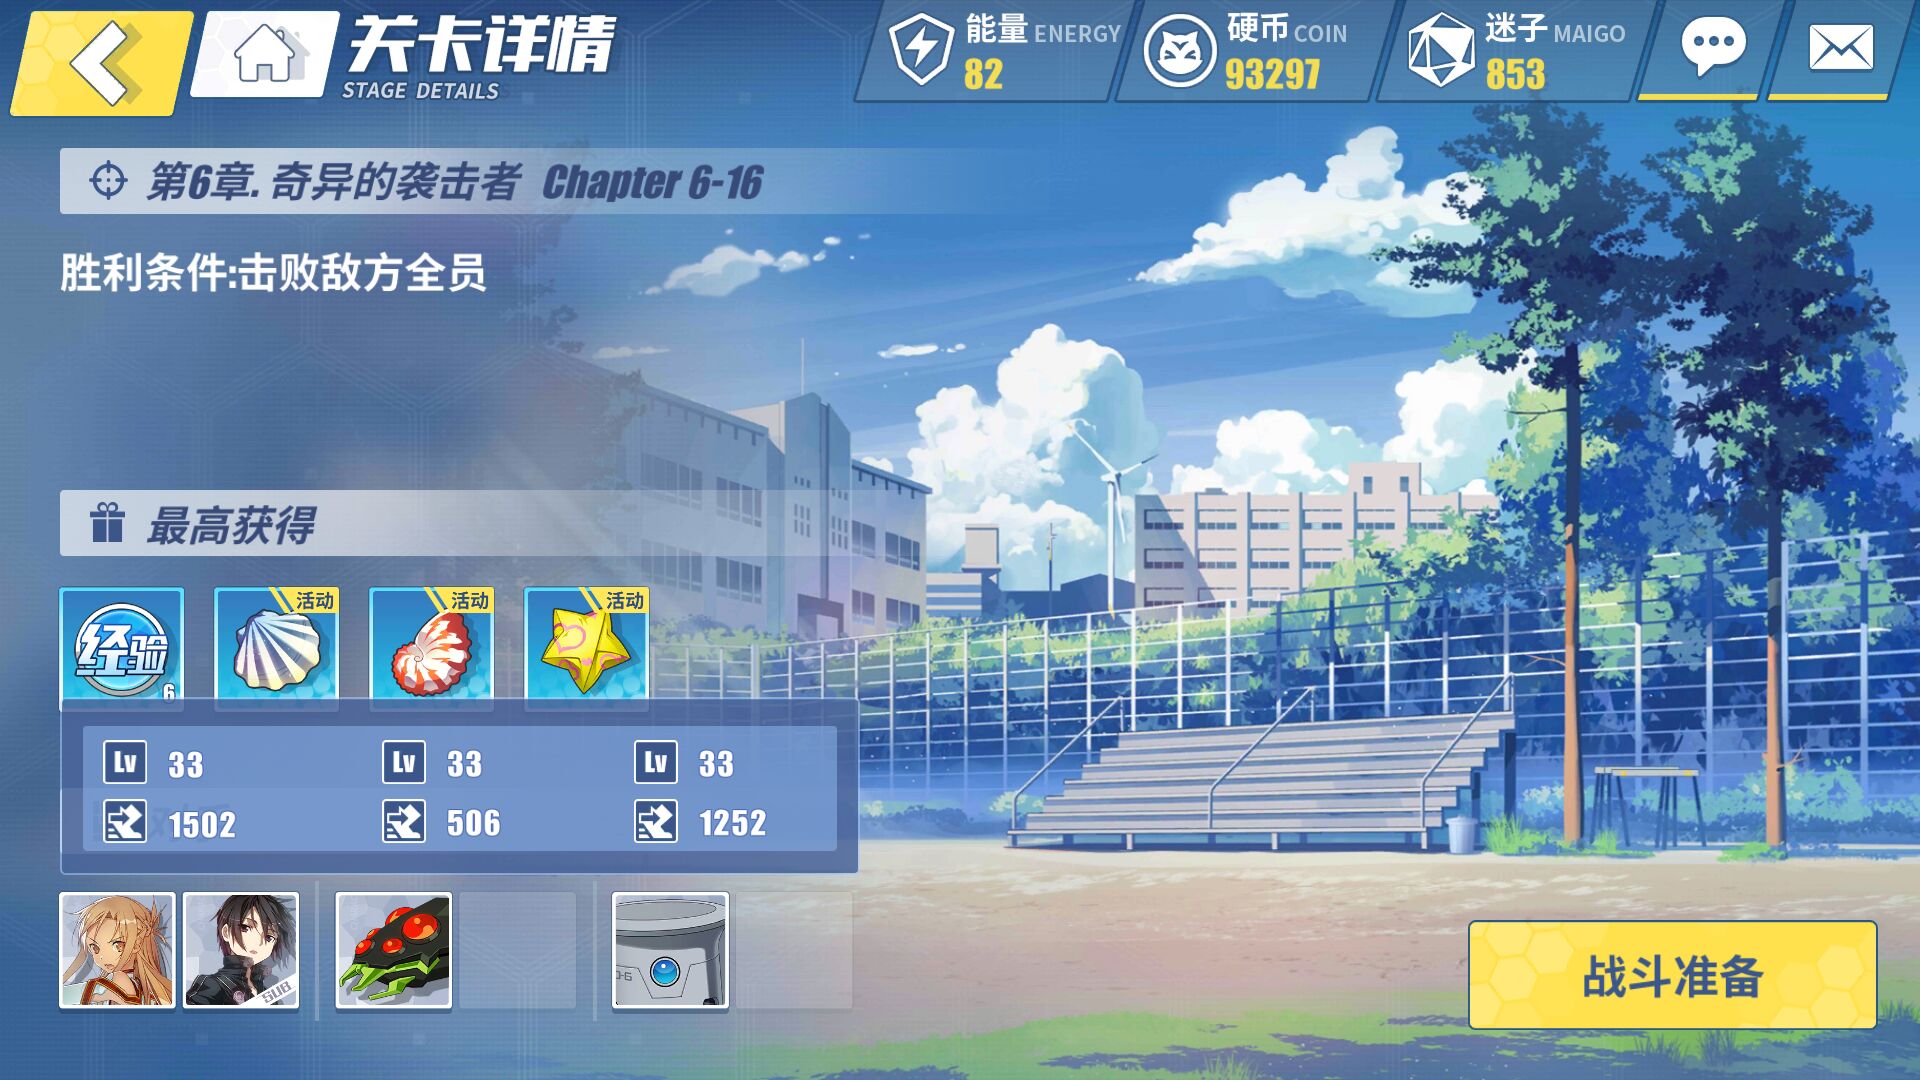 关卡详情
STAGE DETAILS
能量 ENERGY
82
硬币 COIN
93297
迷子 MAIGO
853
第6章. 奇异的袭击者 Chapter 6-16
胜利条件:击败敌方全员
最高获得
经验
6
活动
活动
活动
Lv 33
Lv 33
Lv 33
1502
506
1252
SUB
战斗准备